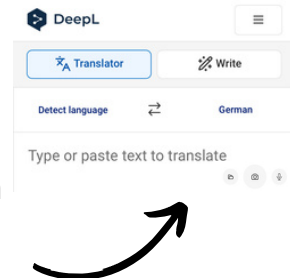 DeepL
Translator Write
Detect language German
Type or paste text to translate